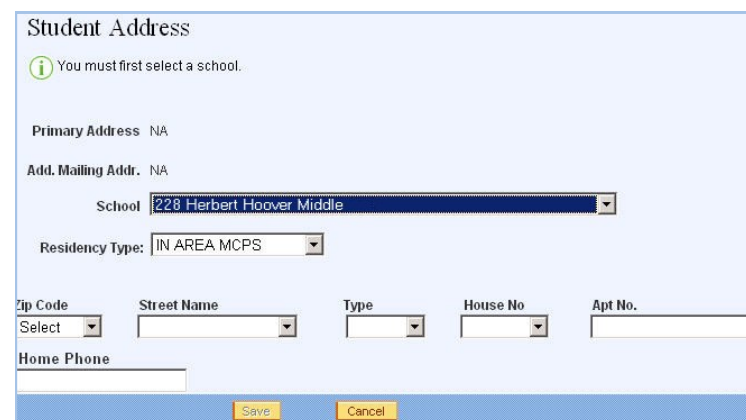 Student Address
i You must first select a school.
Primary Address NA
Add. Mailing Addr. NA
School 228 Herbert Hoover Middle
Residency Type: IN AREA MCPS
Zip Code Street Name Type House No Apt No.
Select
Home Phone
Save Cancel